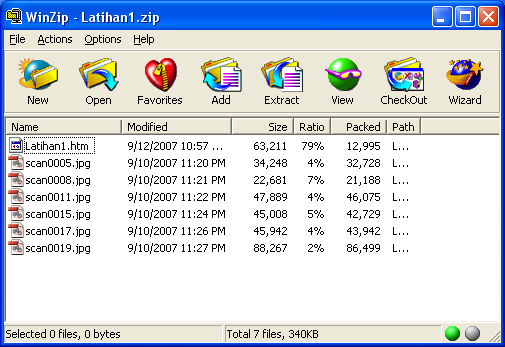 WinZip - Latihan1.zip
File Actions Options Help
New Open Favorites Add Extract View CheckOut Wizard
Name Modified Size Ratio Packed Path
Latihan1.htm 9/12/2007 10:57 ... 63,211 79% 12,995 L...
scan0005.jpg 9/10/2007 11:20 PM 34,248 4% 32,728 L...
scan0008.jpg 9/10/2007 11:21 PM 22,681 7% 21,188 L...
scan0011.jpg 9/10/2007 11:22 PM 47,889 4% 46,075 L...
scan0015.jpg 9/10/2007 11:24 PM 45,008 5% 42,729 L...
scan0017.jpg 9/10/2007 11:26 PM 45,942 4% 43,942 L...
scan0019.jpg 9/10/2007 11:27 PM 88,267 2% 86,499 L...
Selected 0 files, 0 bytes Total 7 files, 340KB